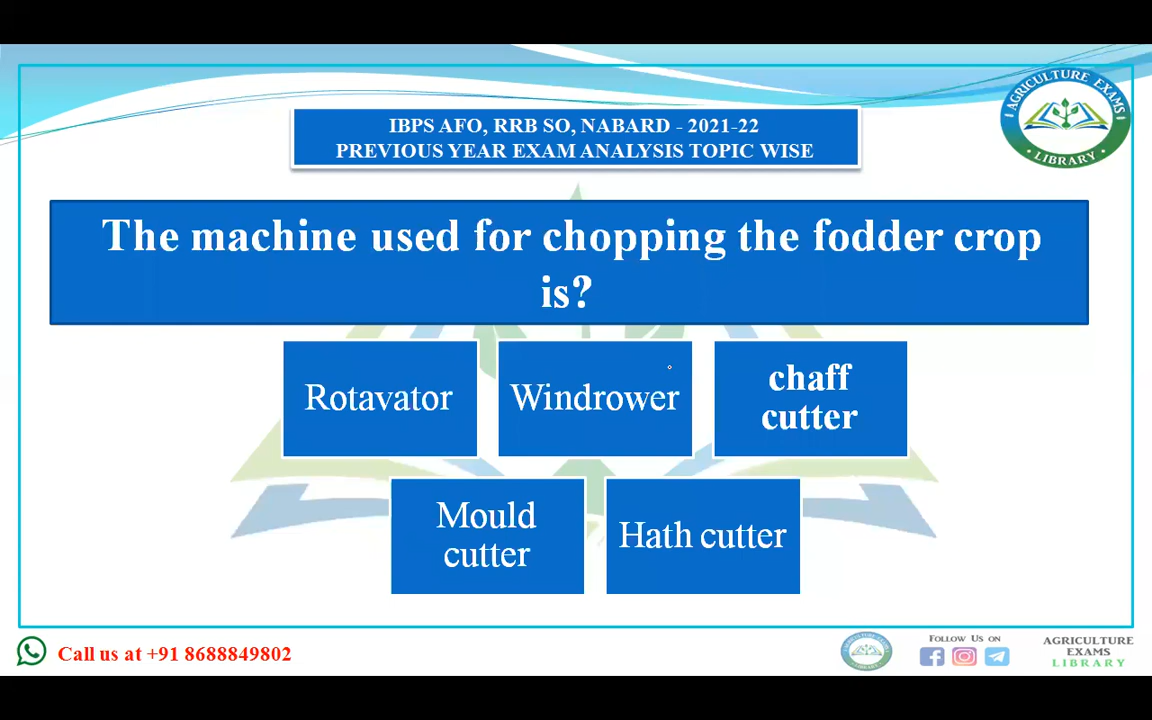 AGRICULTURE EXAMS
LIBRARY
IBPS AFO, RRB SO, NABARD - 2021-22
PREVIOUS YEAR EXAM ANALYSIS TOPIC WISE
The machine used for chopping the fodder crop
is?
Rotavator
Windrower
chaff
cutter
Mould
cutter
Hath cutter
Call us at +91 8688849802
FOLLOW US ON
AGRICULTURE
EXAMS
LIBRARY